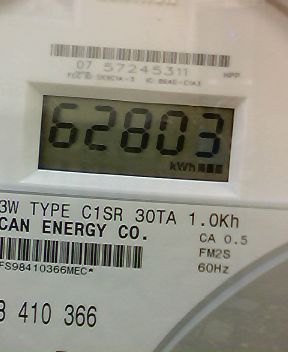 07 57245311
HPP
62803
kWh
3W TYPE C1SR 30TA 1.0Kh
CAN ENERGY CO.
CA 0.5
FM2S
60Hz
FS98410366MEC*
410 366